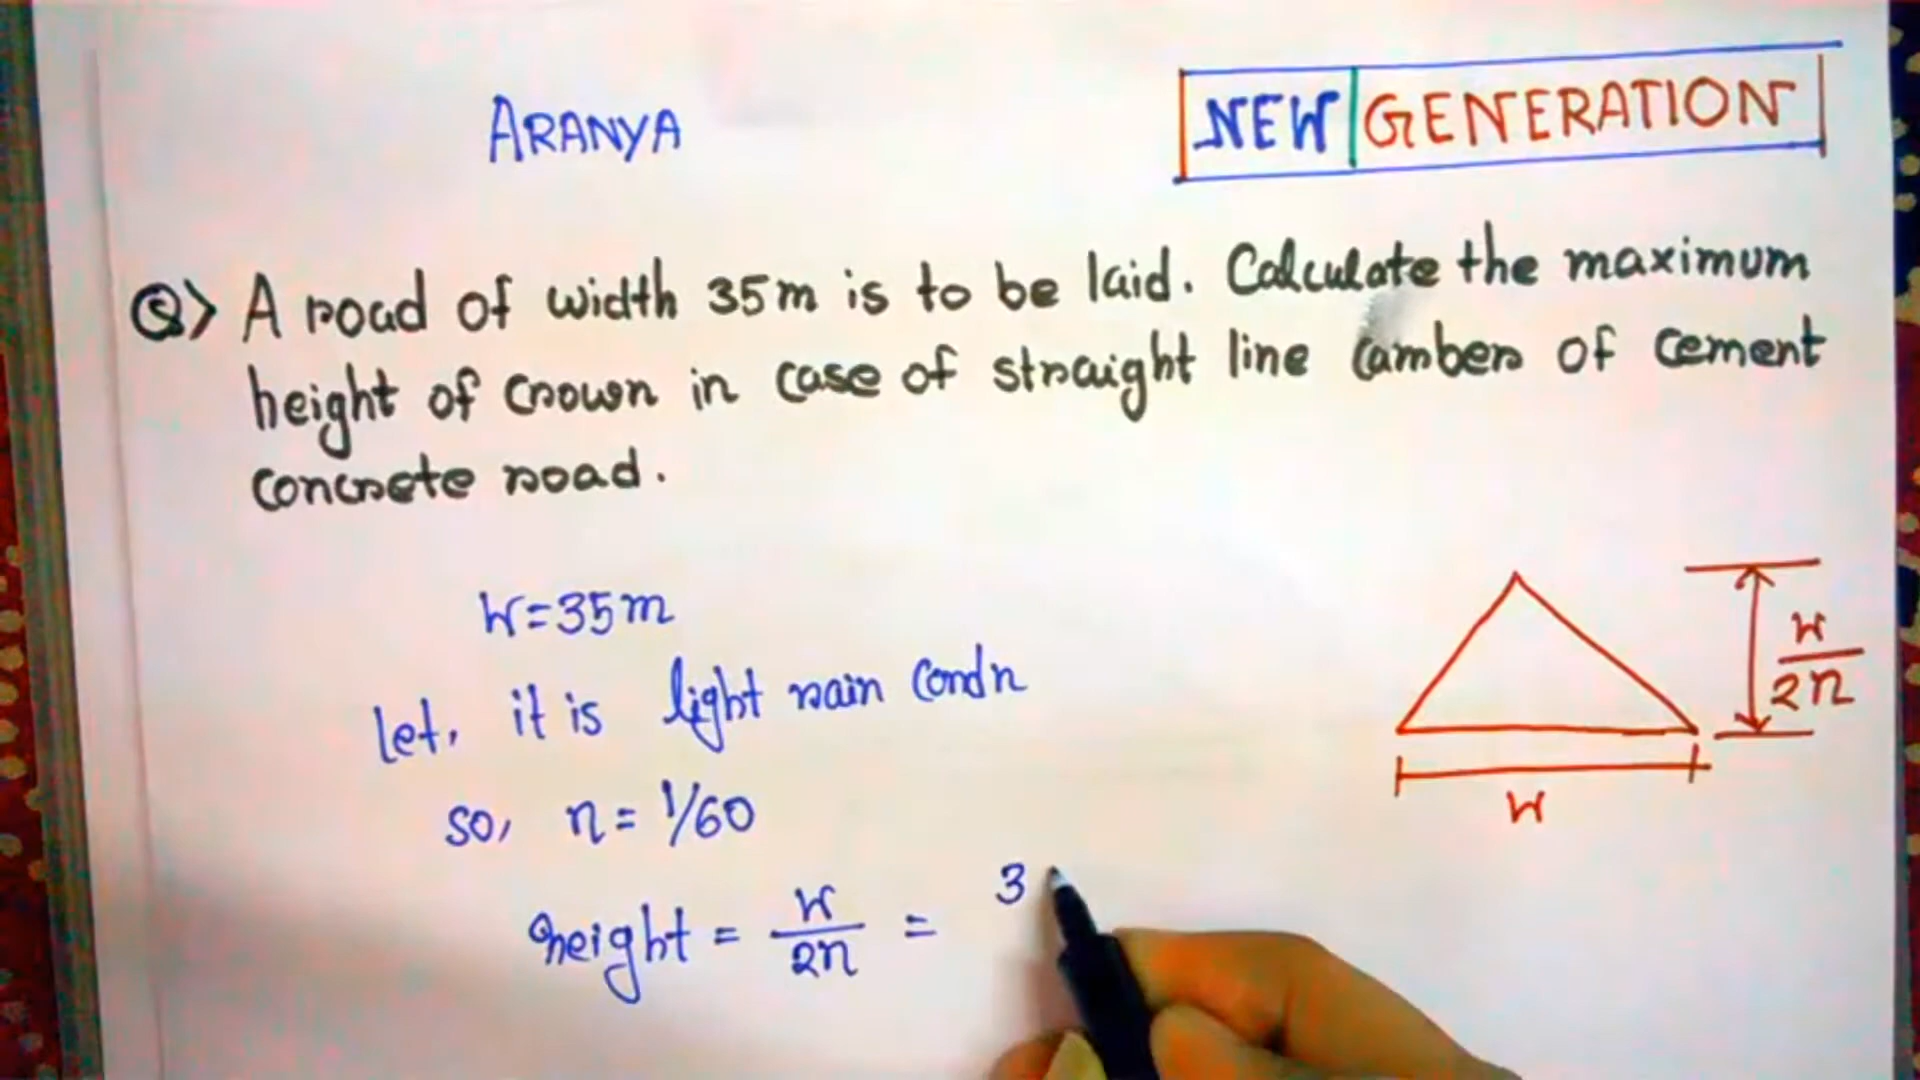 ARANYA
NEW GENERATION
Q> A road of width 35m is to be laid. Calculate the maximum
height of crown in case of straight line camber of cement
concrete road.
W=35m
let, it is light rain condn
so, n = 1/60
height = W/2n = 3
W/2n
W